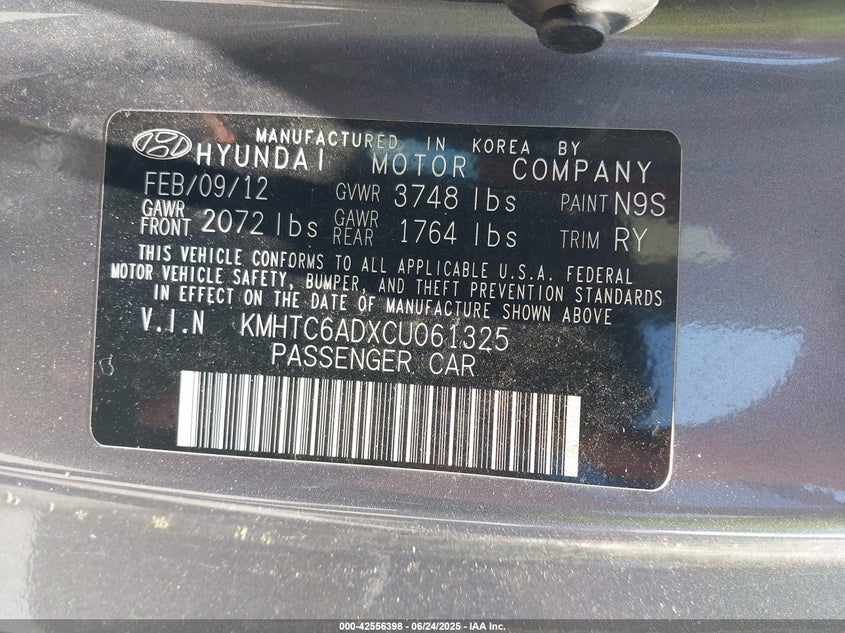 MANUFACTURED IN KOREA BY
HYUNDAI MOTOR COMPANY
FEB/09/12 GVWR 3748 lbs PAINT N9S
GAWR FRONT 2072 lbs GAWR REAR 1764 lbs TRIM RY
THIS VEHICLE CONFORMS TO ALL APPLICABLE U.S.A. FEDERAL
MOTOR VEHICLE SAFETY, BUMPER, AND THEFT PREVENTION STANDARDS
IN EFFECT ON THE DATE OF MANUFACTURE SHOWN ABOVE
V.I.N KMHTC6ADXCU061325
PASSENGER CAR
000-42556398 - 06/24/2025 - IAA Inc.